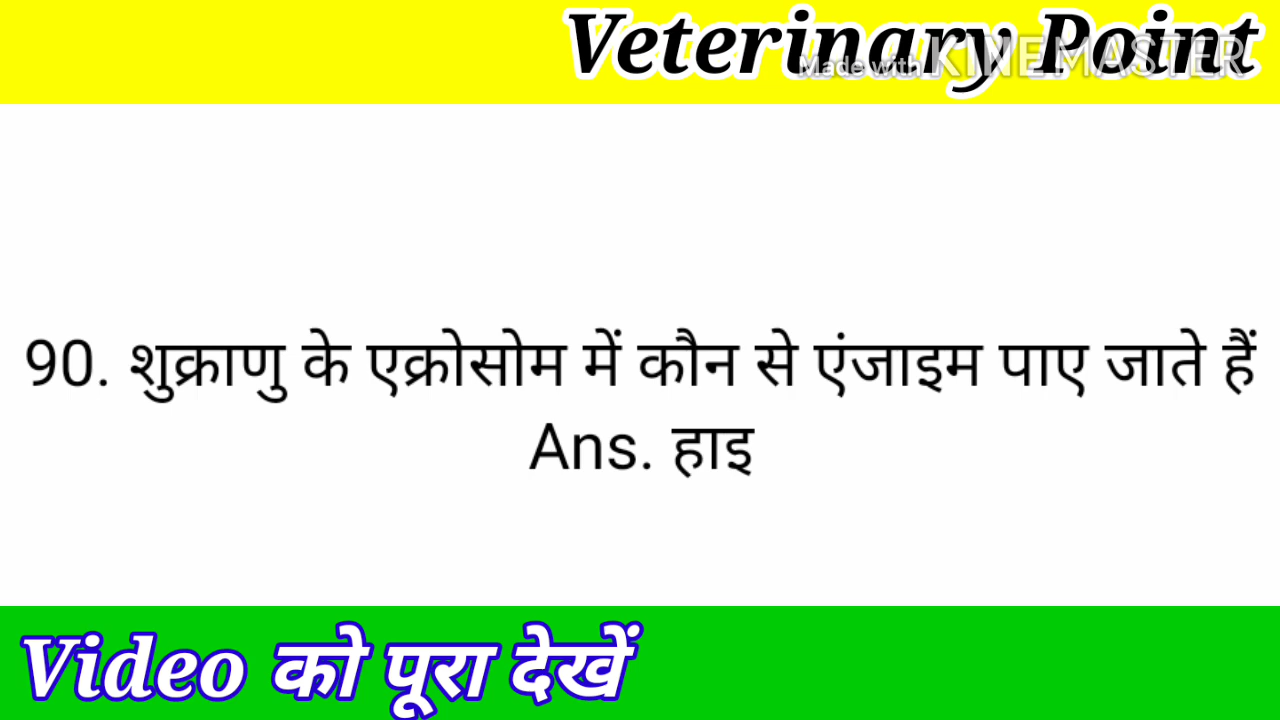 Veterinary Point
Made with KINEMASTER
90. शुक्राणु के एक्रोसोम में कौन से एंजाइम पाए जाते हैं
Ans. हाइ
Video को पूरा देखें